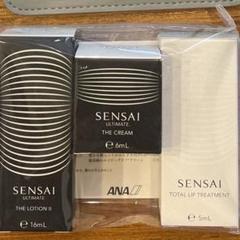 SENSAI
ULTIMATE
THE LOTION II
℮16mL
SENSAI
ULTIMATE
THE CREAM
℮6mL
ANA
SENSAI
TOTAL LIP TREATMENT
℮5mL